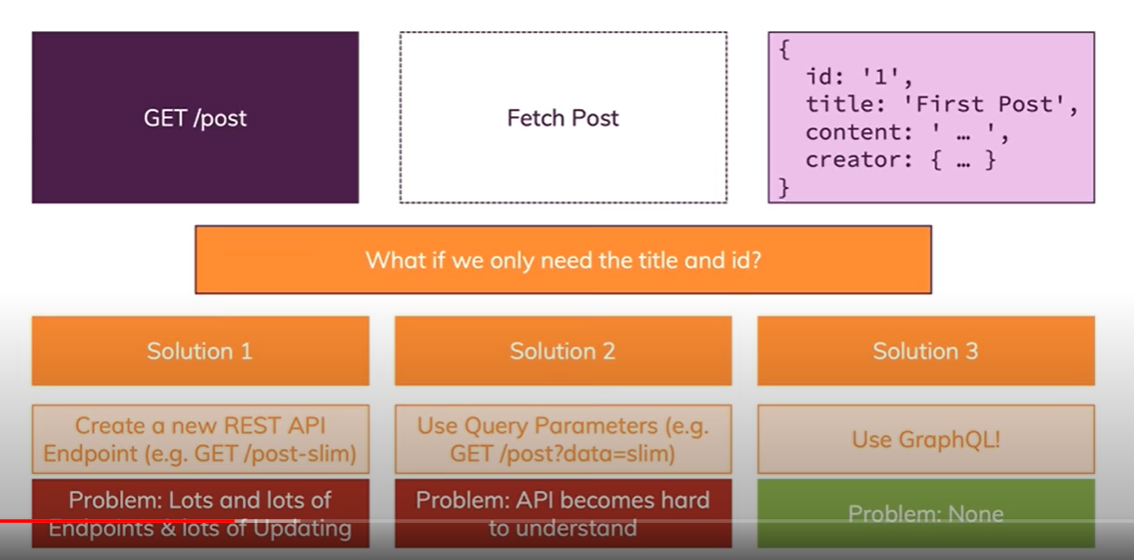 GET /post
Fetch Post
{
id: '1',
title: 'First Post',
content: ' … ',
creator: { … }
}
What if we only need the title and id?
Solution 1
Solution 2
Solution 3
Create a new REST API
Endpoint (e.g. GET /post-slim)
Use Query Parameters (e.g.
GET /post?data=slim)
Use GraphQL!
Problem: Lots and lots of
Endpoints & lots of Updating
Problem: API becomes hard
to understand
Problem: None